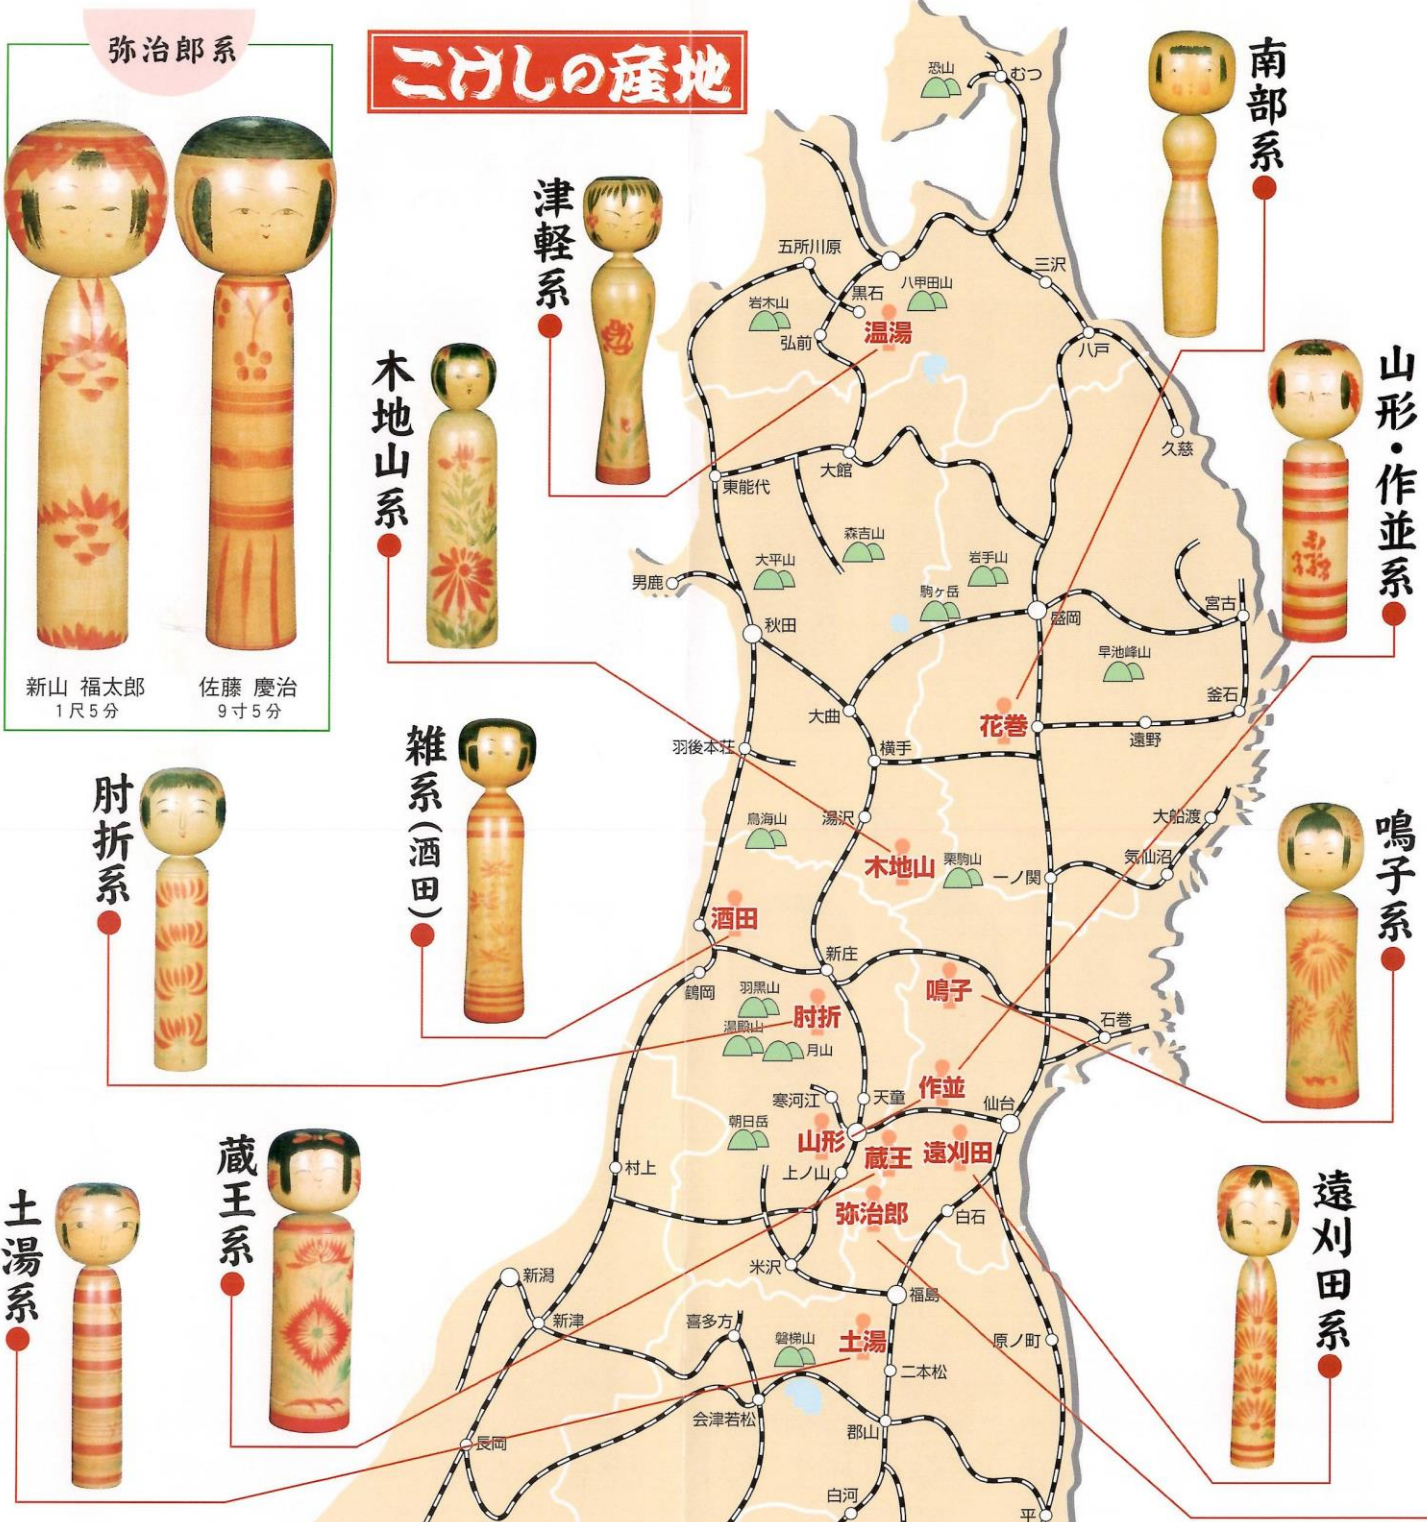 こけしの産地
弥治郎系
新山 福太郎
1尺5分
佐藤 慶治
9寸5分
津軽系
木地山系
雑系(酒田)
肘折系
蔵王系
土湯系
南部系
山形・作並系
鳴子系
遠刈田系
恐山
むつ
五所川原
三沢
黒石
八甲田山
岩木山
弘前
温湯
八戸
久慈
大館
東能代
森吉山
大平山
岩手山
男鹿
駒ヶ岳
宮古
秋田
盛岡
早池峰山
釜石
大曲
花巻
遠野
羽後本荘
横手
鳥海山
湯沢
大船渡
木地山
栗駒山
気仙沼
一ノ関
酒田
新庄
鶴岡
羽黒山
鳴子
肘折
石巻
湯殿山
月山
作並
寒河江
天童
仙台
朝日岳
山形
蔵王
遠刈田
村上
上ノ山
弥治郎
白石
米沢
新潟
福島
新津
喜多方
磐梯山
土湯
原ノ町
二本松
会津若松
郡山
長岡
白河
平